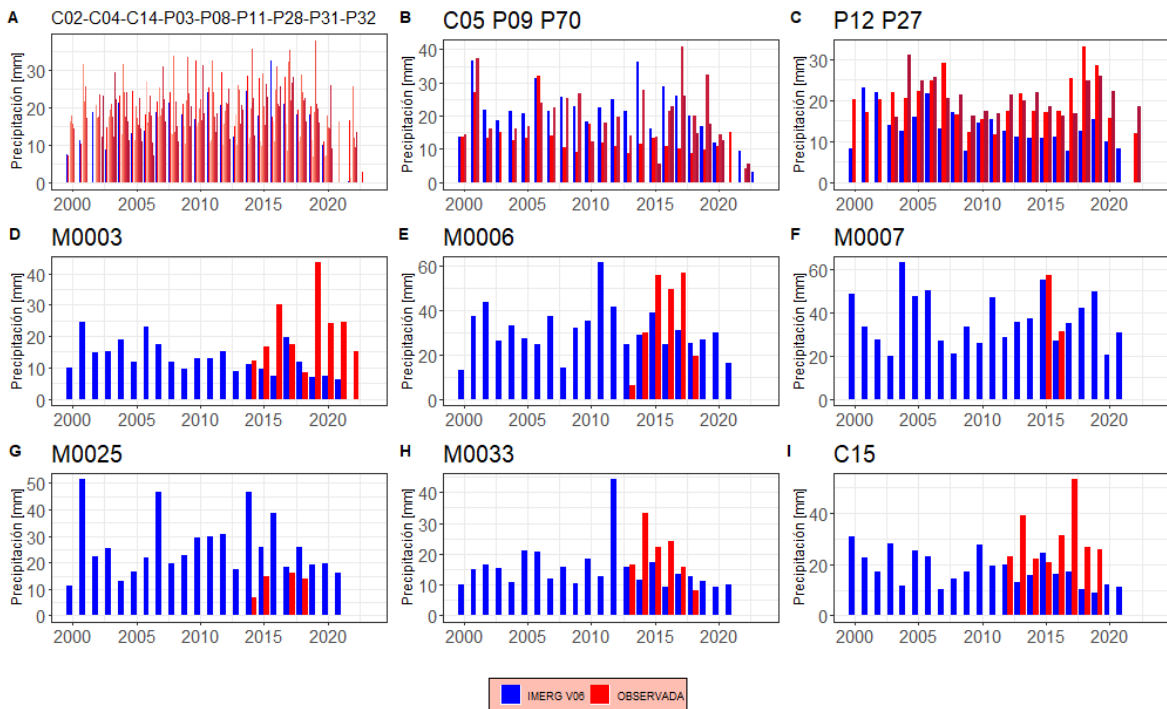 A C02-C04-C14-P03-P08-P11-P28-P31-P32
Precipitación [mm]
30
20
10
0
2000 2005 2010 2015 2020
B C05 P09 P70
Precipitación [mm]
40
30
20
10
0
2000 2005 2010 2015 2020
C P12 P27
Precipitación [mm]
30
20
10
0
2000 2005 2010 2015 2020
D M0003
Precipitación [mm]
40
30
20
10
0
2000 2005 2010 2015 2020
E M0006
Precipitación [mm]
60
40
20
0
2000 2005 2010 2015 2020
F M0007
Precipitación [mm]
60
40
20
0
2000 2005 2010 2015 2020
G M0025
Precipitación [mm]
50
40
30
20
10
0
2000 2005 2010 2015 2020
H M0033
Precipitación [mm]
40
30
20
10
0
2000 2005 2010 2015 2020
I C15
Precipitación [mm]
40
20
0
2000 2005 2010 2015 2020
IMERG V06 OBSERVADA